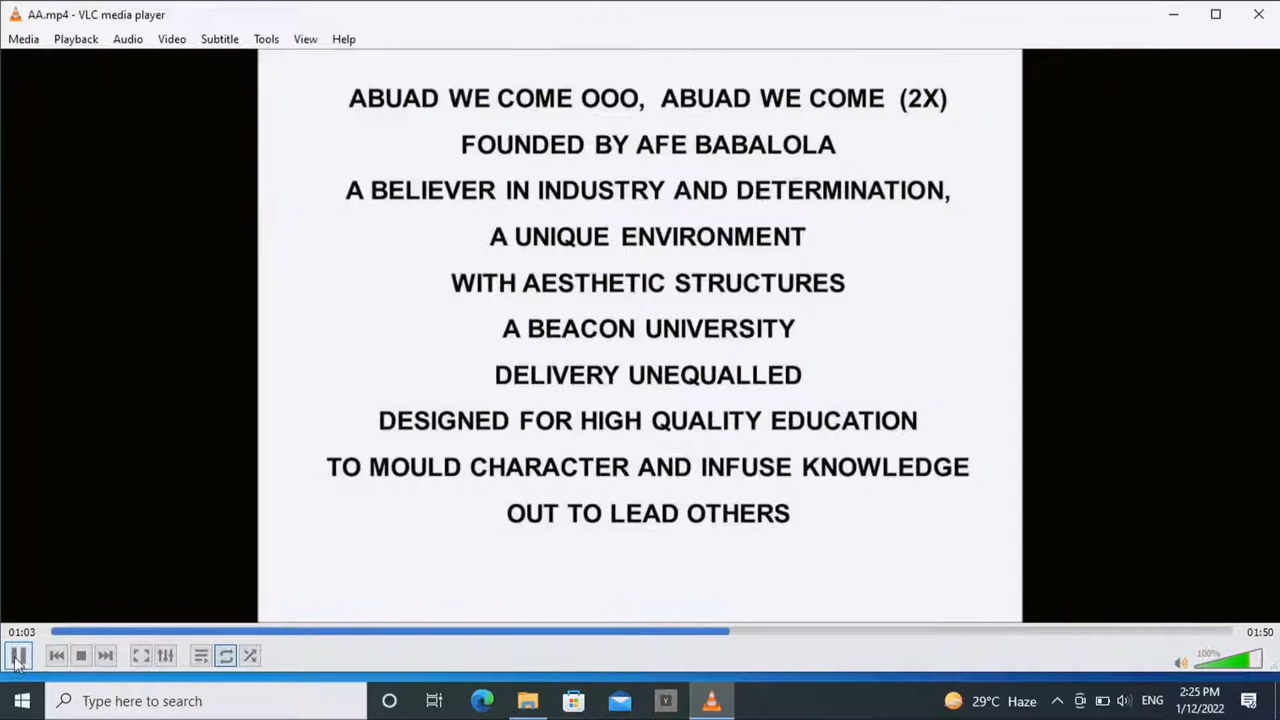 AA.mp4 - VLC media player
Media Playback Audio Video Subtitle Tools View Help
ABUAD WE COME OOO, ABUAD WE COME (2X)
FOUNDED BY AFE BABALOLA
A BELIEVER IN INDUSTRY AND DETERMINATION,
A UNIQUE ENVIRONMENT
WITH AESTHETIC STRUCTURES
A BEACON UNIVERSITY
DELIVERY UNEQUALLED
DESIGNED FOR HIGH QUALITY EDUCATION
TO MOULD CHARACTER AND INFUSE KNOWLEDGE
OUT TO LEAD OTHERS
01:03 01:50
100%
Type here to search
29°C Haze
ENG
2:25 PM
1/12/2022